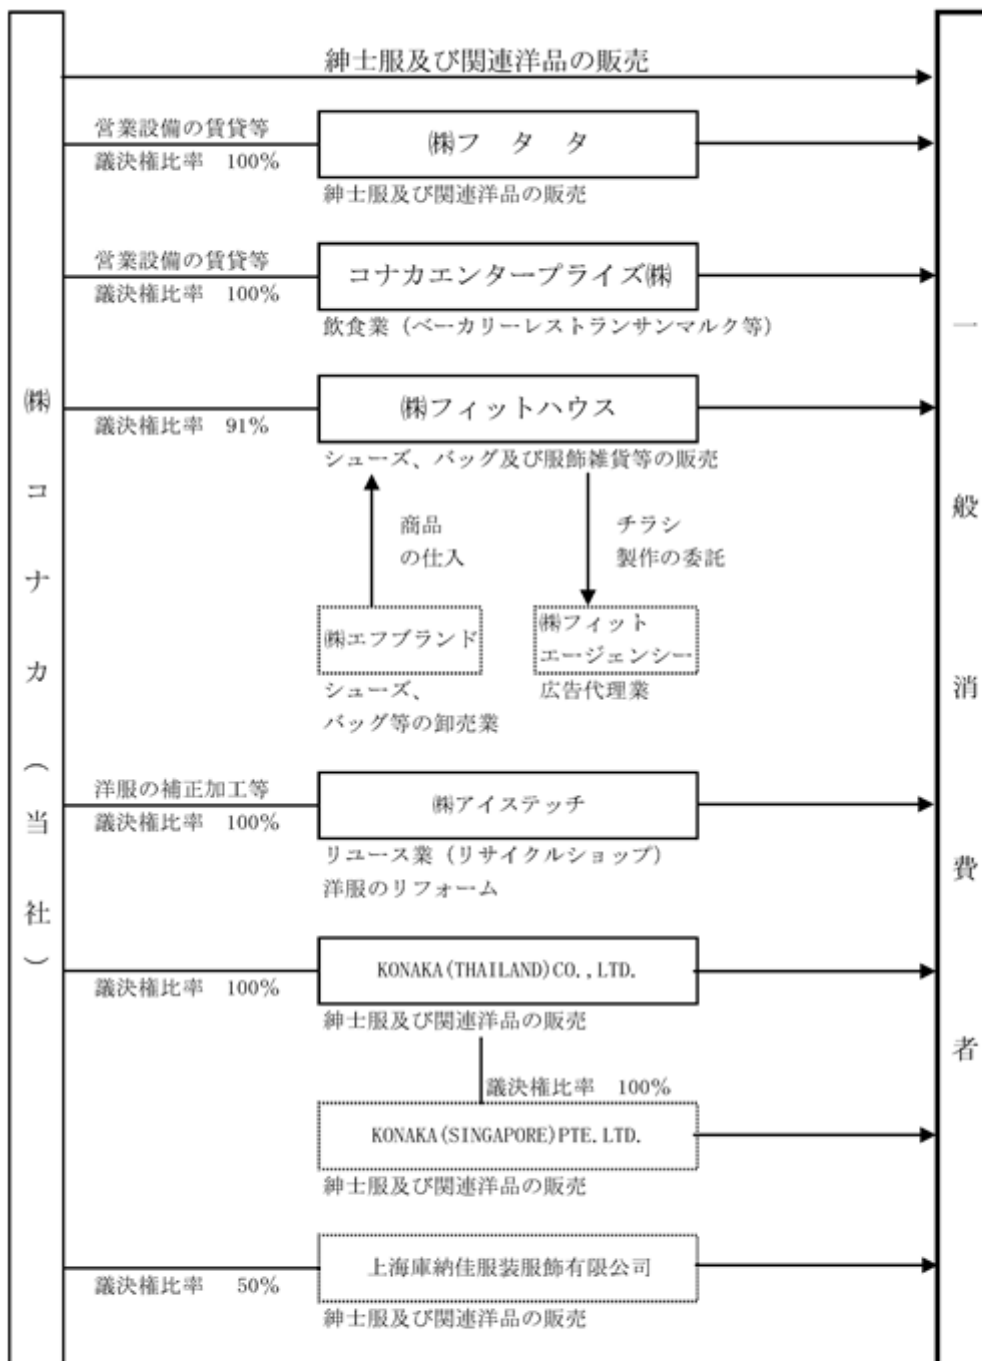 紳士服及び関連洋品の販売
営業設備の賃貸等
議決権比率 100%
㈱フタタ
紳士服及び関連洋品の販売
営業設備の賃貸等
議決権比率 100%
コナカエンタープライズ㈱
飲食業（ベーカリーレストランサンマルク等）
議決権比率 91%
㈱フィットハウス
シューズ、バッグ及び服飾雑貨等の販売
商品
の仕入
チラシ
製作の委託
㈱エフブランド
シューズ、
バッグ等の卸売業
㈱フィット
エージェンシー
広告代理業
洋服の補正加工等
議決権比率 100%
㈱アイステッチ
リユース業（リサイクルショップ）
洋服のリフォーム
議決権比率 100%
KONAKA(THAILAND)CO.,LTD.
紳士服及び関連洋品の販売
議決権比率 100%
KONAKA(SINGAPORE)PTE.LTD.
紳士服及び関連洋品の販売
議決権比率 50%
上海庫納佳服装服飾有限公司
紳士服及び関連洋品の販売
㈱コナカ（当社）
一般消費者